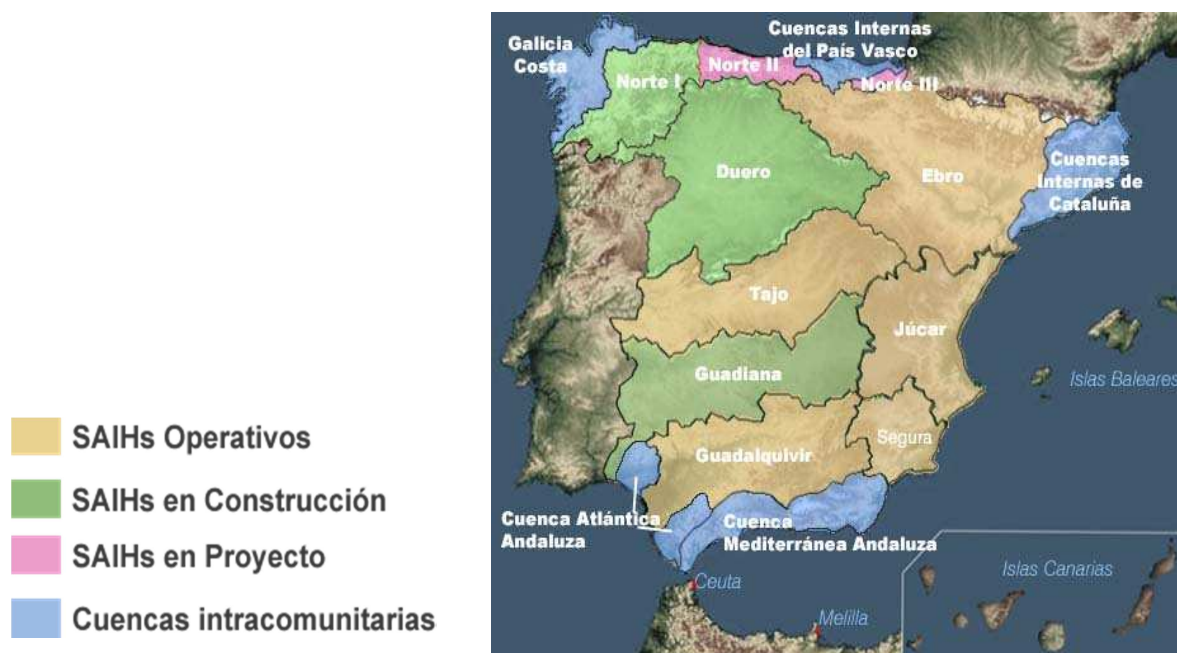 SAIHs Operativos
SAIHs en Construcción
SAIHs en Proyecto
Cuencas intracomunitarias
Galicia
Costa
Cuencas Internas
del País Vasco
Norte I
Norte II
Norte III
Duero
Ebro
Cuencas
Internas de
Cataluña
Tajo
Júcar
Guadiana
Islas Baleares
Segura
Guadalquivir
Cuenca Atlántica
Andaluza
Cuenca
Mediterránea Andaluza
Ceuta
Melilla
Islas Canarias